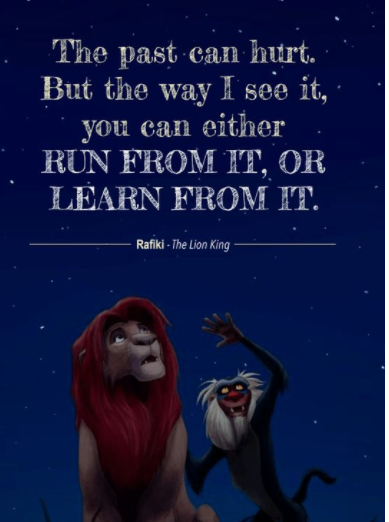 The past can hurt.
But the way I see it,
you can either
RUN FROM IT, OR
LEARN FROM IT.
Rafiki - The Lion King